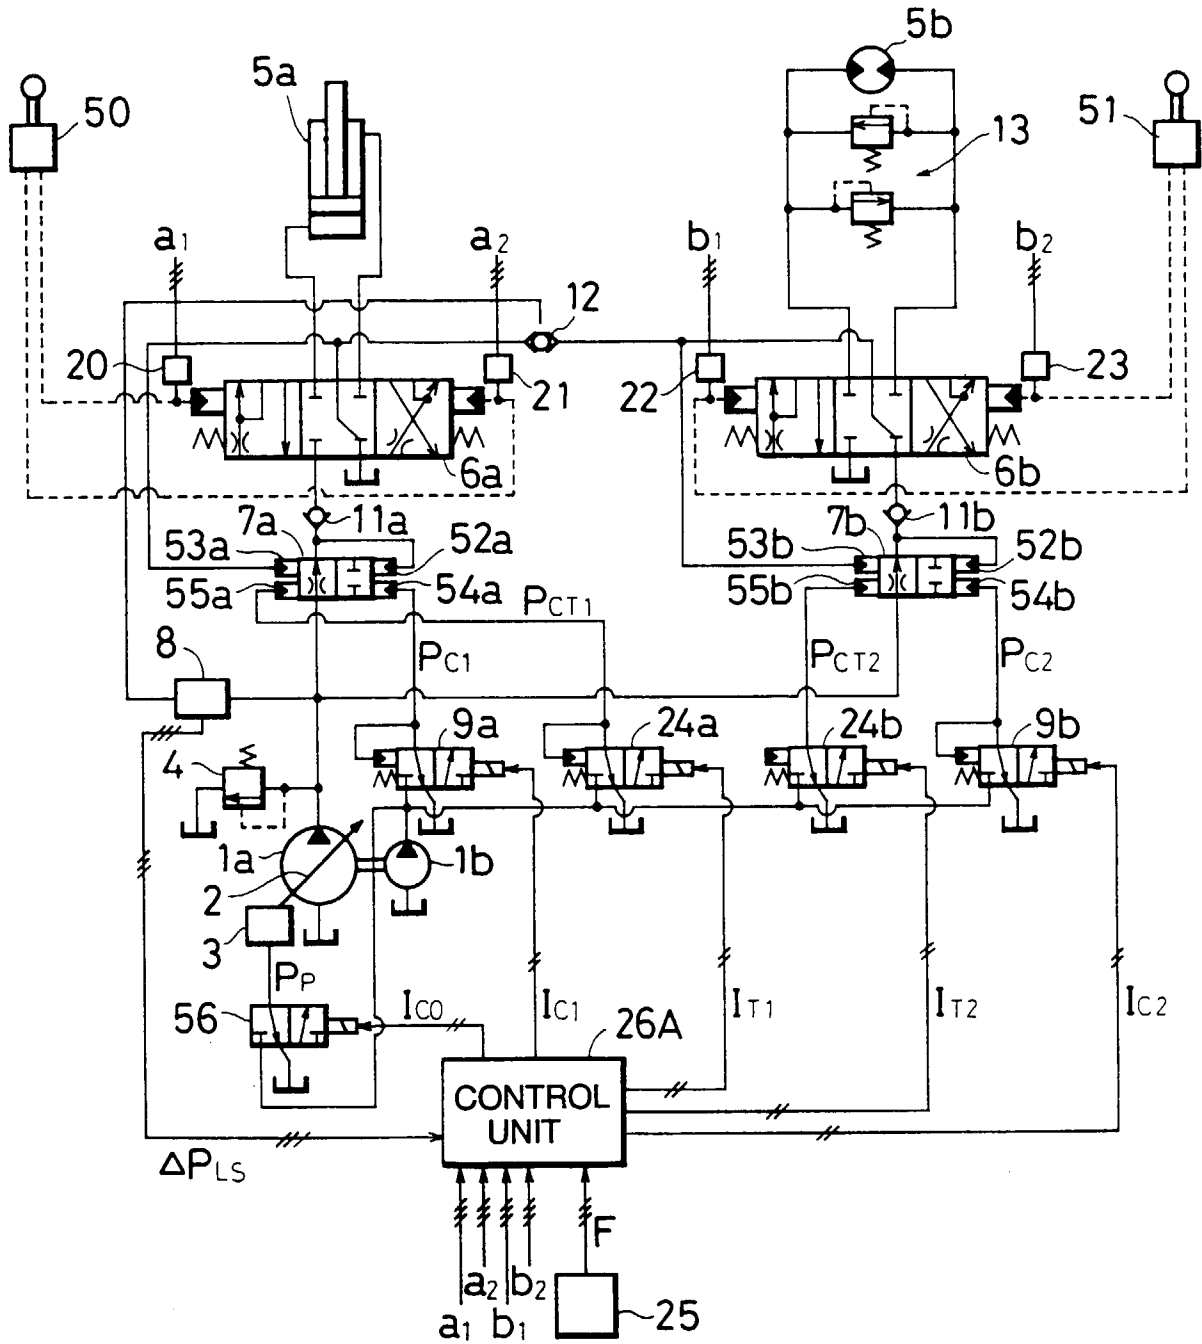 5b
5a
50
51
13
a1
a2
b1
b2
12
20
21
22
23
6a
6b
7a
11a
7b
11b
53a
52a
53b
52b
55a
54a
55b
54b
PCT1
8
PC1
PCT2
PC2
9a
24a
24b
9b
4
1a
1b
2
3
PP
56
IC0
IC1
IT1
IT2
IC2
26A
CONTROL
UNIT
ΔPLS
F
a2 b2
a1 b1
25